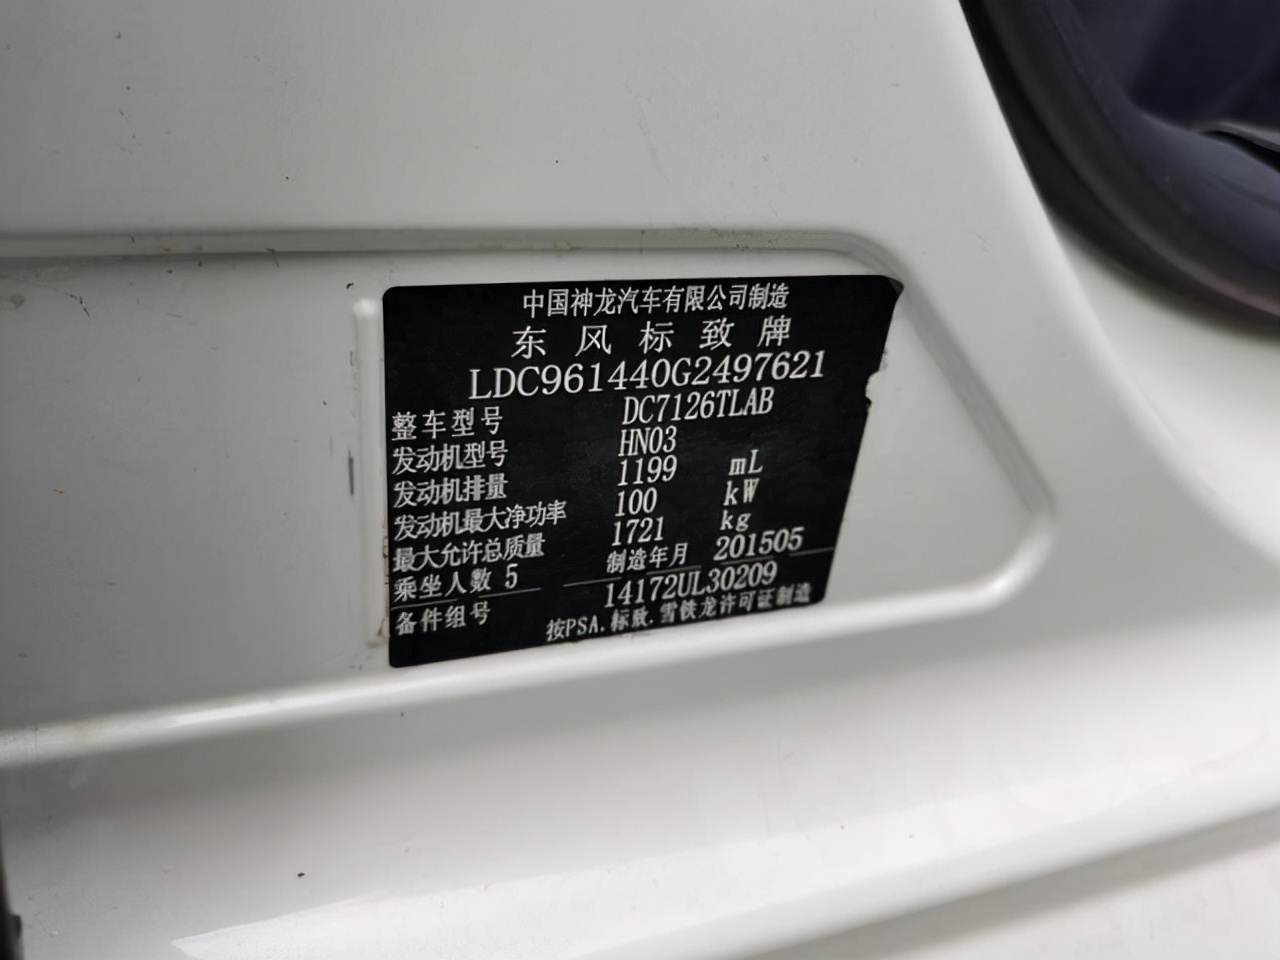 中国神龙汽车有限公司制造
东风标致牌
LDC961440G2497621
整车型号 DC7126TLAB
发动机型号 HN03
发动机排量 1199 mL
发动机最大净功率 100 kW
最大允许总质量 1721 kg
乘坐人数 5 制造年月 201505
备件组号 14172UL30209
按PSA.标致.雪铁龙许可证制造